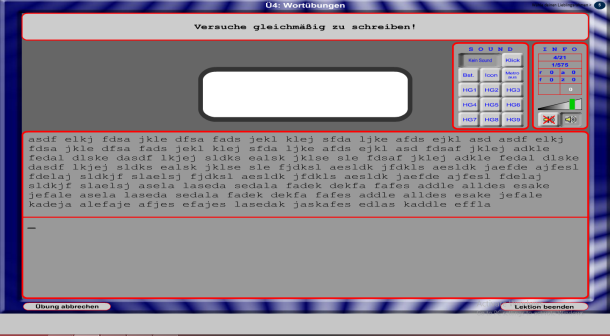 Ü4: Wortübungen
5
Versuche gleichmäßig zu schreiben!
SOUND
Kein Sound
Klick
Bat.
Icon
Metro
aus
HG1
HG2
HG3
HG4
HG5
HG6
HG7
HG8
HG9
INFO
4/21
1/575
r 0 a 0
f 0 a 0
0
asdf elkj fdsa jkle dfsa fads jekl klej sfda ljke afds ejkl asd asdf elkj
fdsa jkle dfsa fads jekl klej sfda ljke afds ejkl asd fdsaf jklej adkle
fedal dlske dasdf lkjej sldks ealsk jklse sle fdsaf jklej adkle fedal dlske
dasdf lkjej sldks ealsk jklse sle fjdksl aesldk jfdkls aesldk jaefde ajfesl
fdelaj sldkjf slaelsj fjdksl aesldk jfdkls aesldk jaefde ajfesl fdelaj
sldkjf slaelsj asela laseda sedala fadek dekfa fafes addle alldes esake
jefale asela laseda sedala fadek dekfa fafes addle alldes esake jefale
kadeja alefaje afjes efajes lasedak jaskafes edlas kaddle effla
Übung abbrechen
Lektion beenden